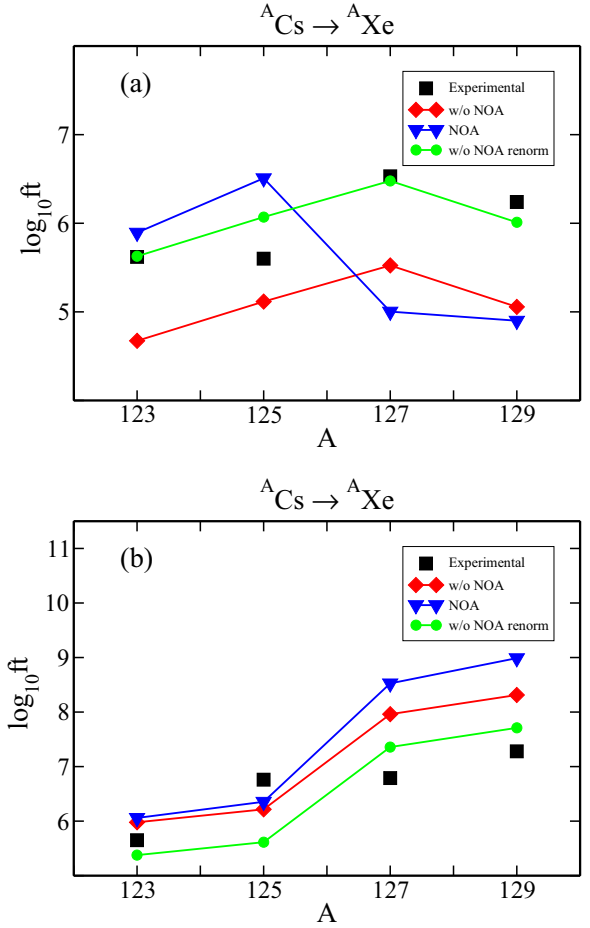 ᴬCs → ᴬXe
(a)
Experimental
w/o NOA
NOA
w/o NOA renorm
7
6
5
log₁₀ft
123 125 127 129
A
ᴬCs → ᴬXe
(b)
Experimental
w/o NOA
NOA
w/o NOA renorm
11
10
9
8
7
6
log₁₀ft
123 125 127 129
A